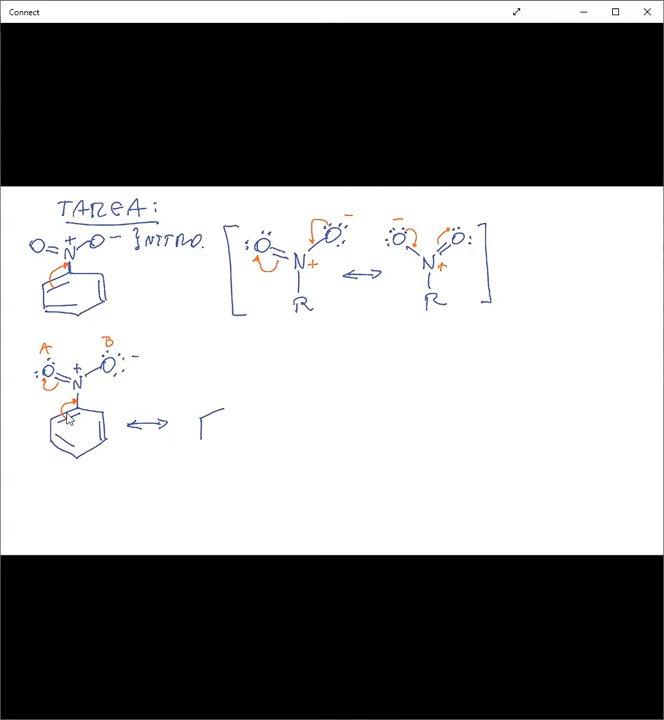 Connect
TAREA:
O=N+-O- } NITRO.
:O=N+-O:- ↔ -:O-N+=O:
R R
A B
:O=N+-O:-
↔